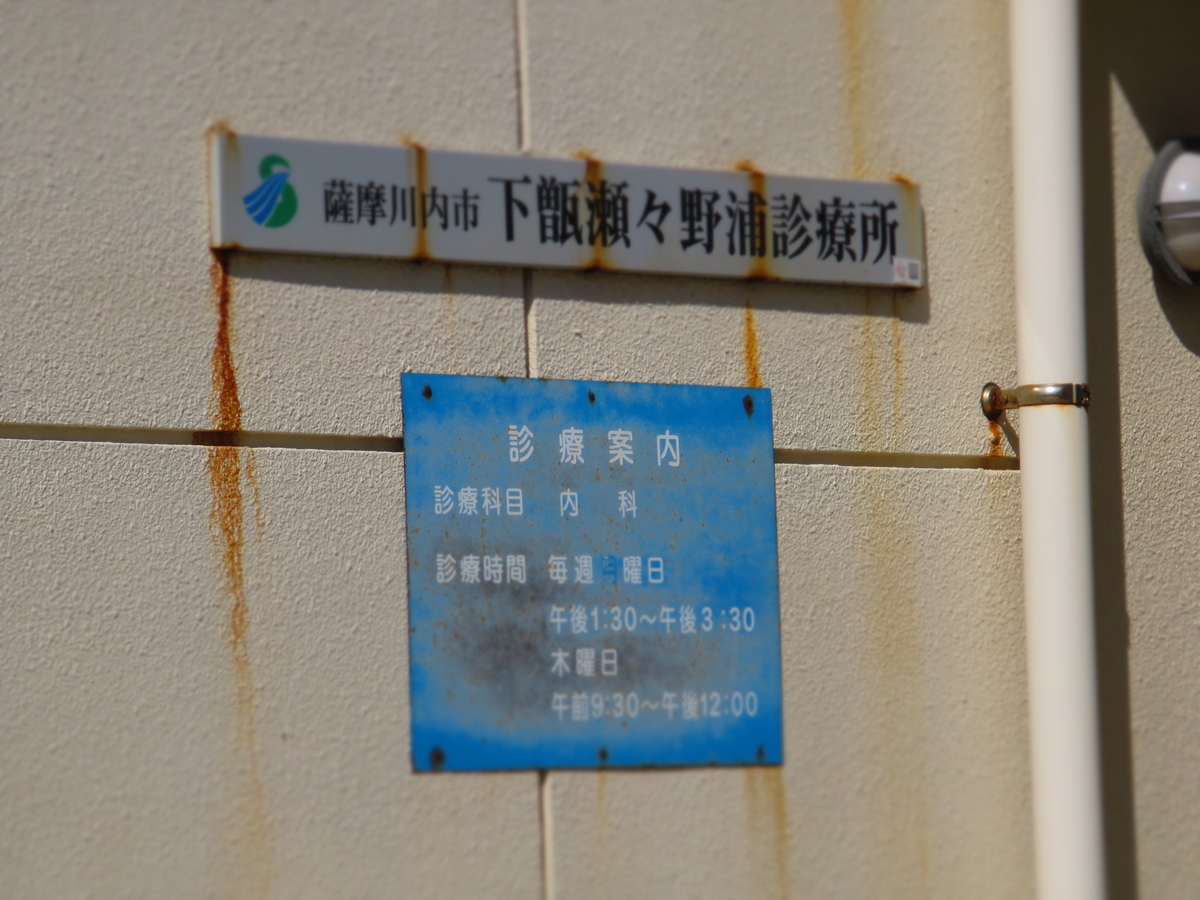 薩摩川内市 下甑瀬々野浦診療所
診療案内
診療科目 内 科
診療時間 毎週月曜日
午後1:30～午後3:30
木曜日
午前9:30～午後12:00